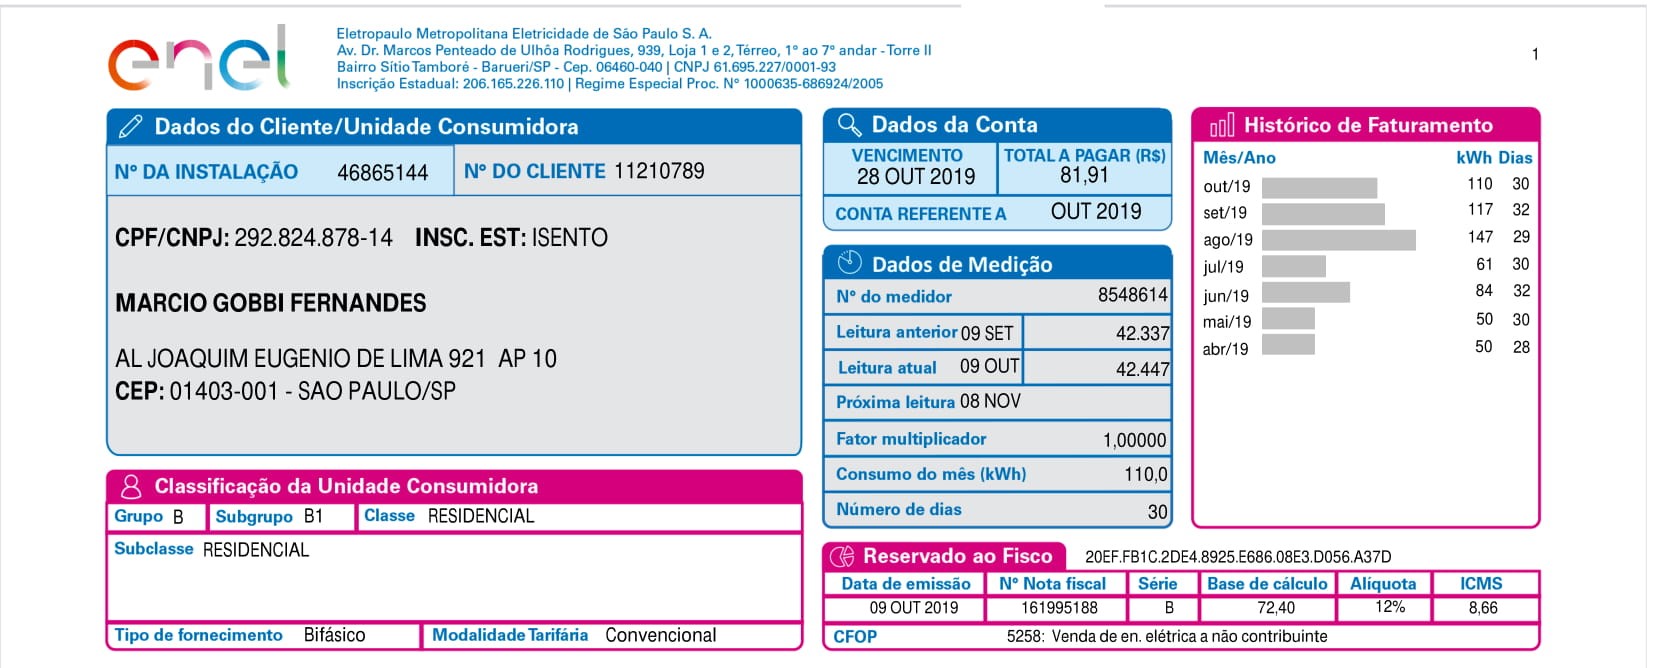 enel
Eletropaulo Metropolitana Eletricidade de São Paulo S. A.
Av. Dr. Marcos Penteado de Ulhôa Rodrigues, 939, Loja 1 e 2, Térreo, 1º ao 7º andar - Torre II
Bairro Sítio Tamboré - Barueri/SP - Cep. 06460-040 | CNPJ 61.695.227/0001-93
Inscrição Estadual: 206.165.226.110 | Regime Especial Proc. Nº 1000635-686924/2005
1
Dados do Cliente/Unidade Consumidora
Nº DA INSTALAÇÃO 46865144 Nº DO CLIENTE 11210789
CPF/CNPJ: 292.824.878-14 INSC. EST: ISENTO
MARCIO GOBBI FERNANDES
AL JOAQUIM EUGENIO DE LIMA 921 AP 10
CEP: 01403-001 - SAO PAULO/SP
Classificação da Unidade Consumidora
Grupo B Subgrupo B1 Classe RESIDENCIAL
Subclasse RESIDENCIAL
Tipo de fornecimento Bifásico Modalidade Tarifária Convencional
Dados da Conta
VENCIMENTO TOTAL A PAGAR (R$)
28 OUT 2019 81,91
CONTA REFERENTE A OUT 2019
Dados de Medição
Nº do medidor 8548614
Leitura anterior 09 SET 42.337
Leitura atual 09 OUT 42.447
Próxima leitura 08 NOV
Fator multiplicador 1,00000
Consumo do mês (kWh) 110,0
Número de dias 30
Histórico de Faturamento
Mês/Ano kWh Dias
out/19 110 30
set/19 117 32
ago/19 147 29
jul/19 61 30
jun/19 84 32
mai/19 50 30
abr/19 50 28
Reservado ao Fisco 20EF.FB1C.2DE4.8925.E686.08E3.D056.A37D
Data de emissão Nº Nota fiscal Série Base de cálculo Alíquota ICMS
09 OUT 2019 161995188 B 72,40 12% 8,66
CFOP 5258: Venda de en. elétrica a não contribuinte